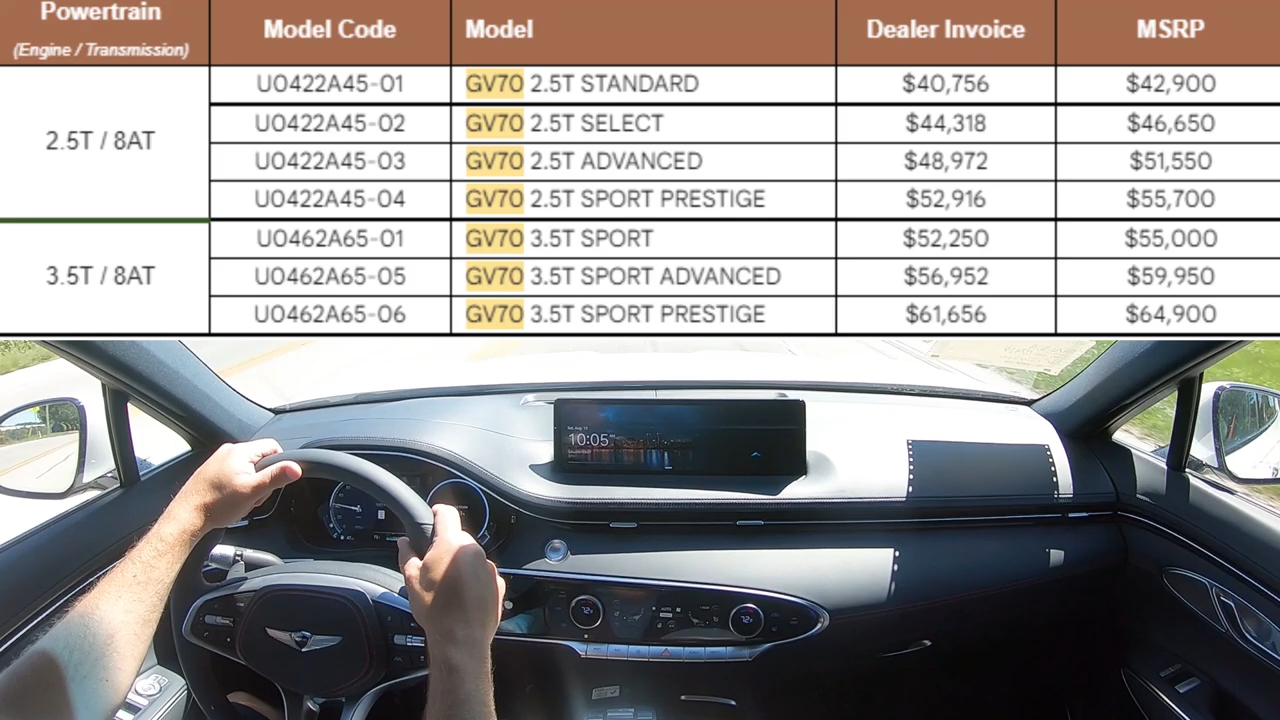 Powertrain
(Engine / Transmission)
Model Code
Model
Dealer Invoice
MSRP
2.5T / 8AT
U0422A45-01 GV70 2.5T STANDARD $40,756 $42,900
U0422A45-02 GV70 2.5T SELECT $44,318 $46,650
U0422A45-03 GV70 2.5T ADVANCED $48,972 $51,550
U0422A45-04 GV70 2.5T SPORT PRESTIGE $52,916 $55,700
3.5T / 8AT
U0462A65-01 GV70 3.5T SPORT $52,250 $55,000
U0462A65-05 GV70 3.5T SPORT ADVANCED $56,952 $59,950
U0462A65-06 GV70 3.5T SPORT PRESTIGE $61,656 $64,900
10:05
72
AUTO
72